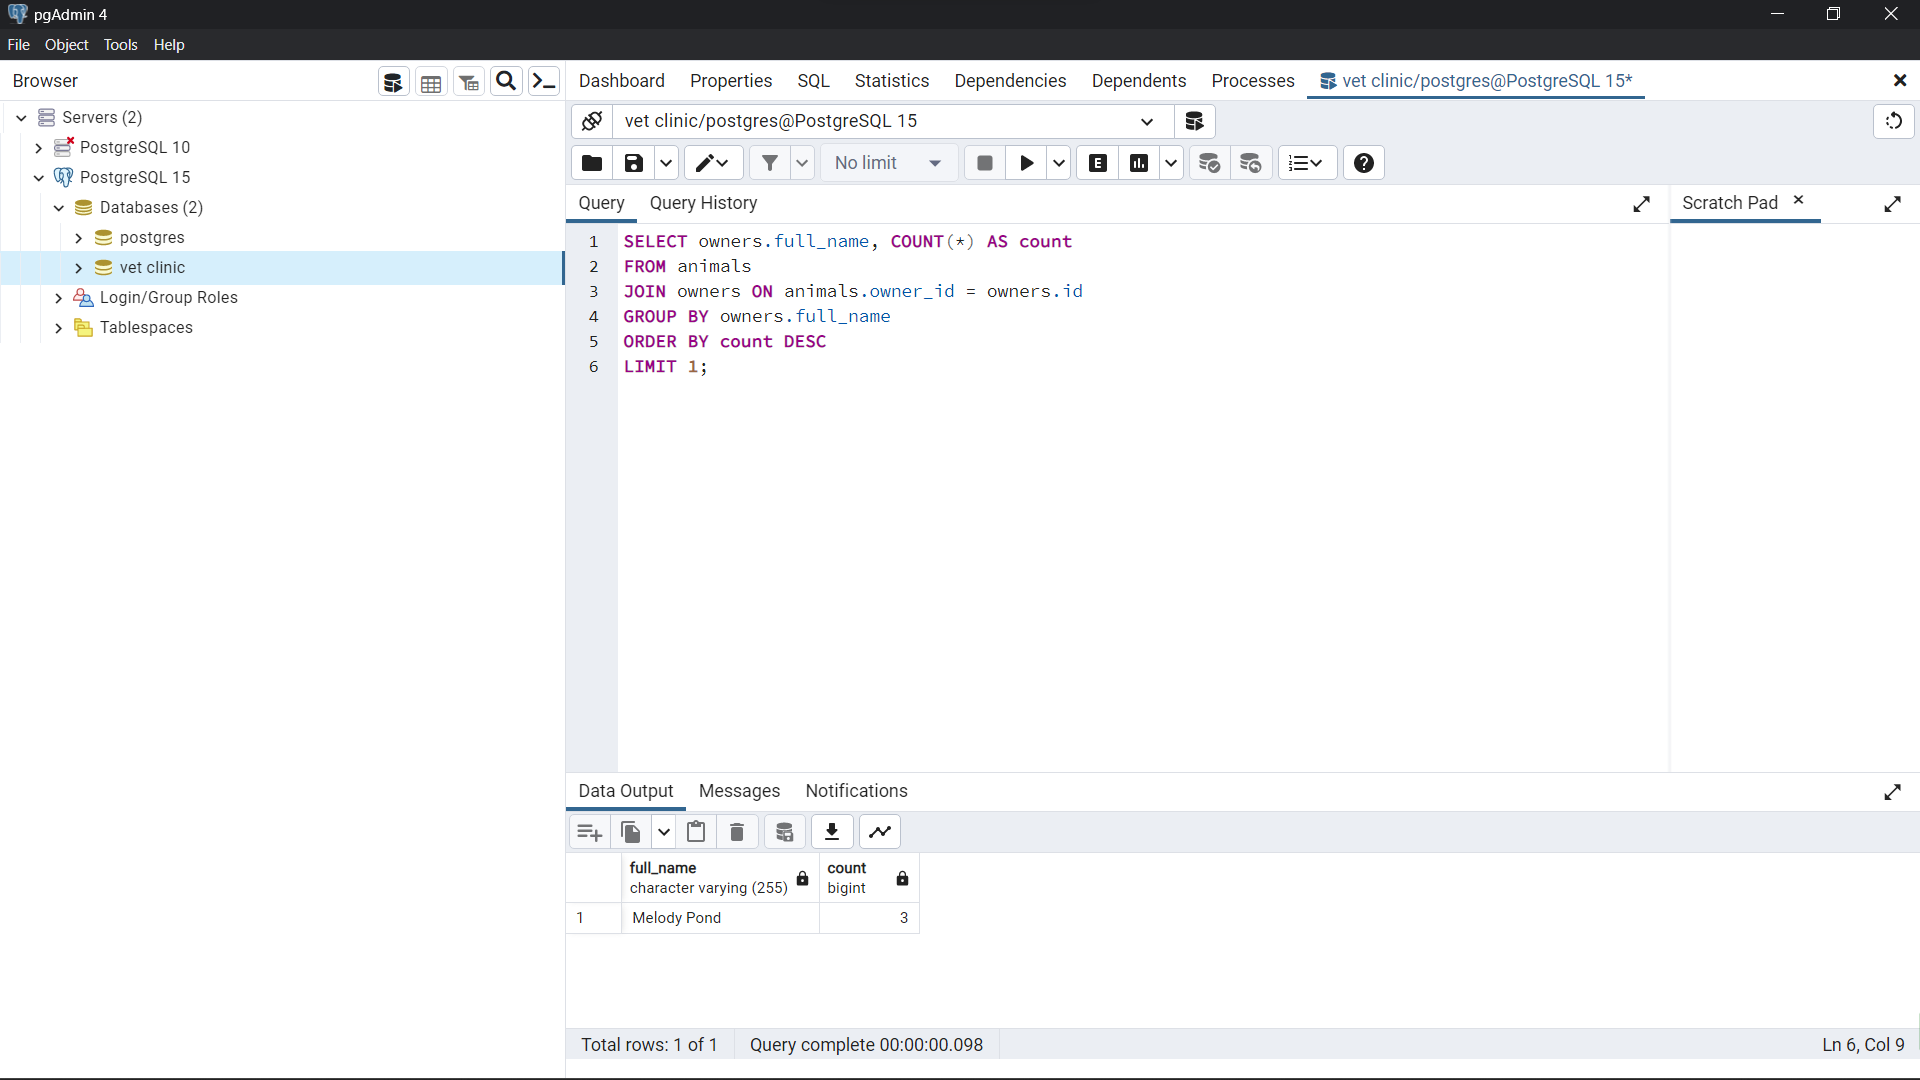 pgAdmin 4
File Object Tools Help
Browser
Dashboard Properties SQL Statistics Dependencies Dependents Processes vet clinic/postgres@PostgreSQL 15*
Servers (2)
PostgreSQL 10
PostgreSQL 15
Databases (2)
postgres
vet clinic
Login/Group Roles
Tablespaces
vet clinic/postgres@PostgreSQL 15
No limit
E
Query Query History
Scratch Pad
1 SELECT owners.full_name, COUNT(*) AS count
2 FROM animals
3 JOIN owners ON animals.owner_id = owners.id
4 GROUP BY owners.full_name
5 ORDER BY count DESC
6 LIMIT 1;
Data Output Messages Notifications
full_name count
character varying (255) bigint
1 Melody Pond 3
Total rows: 1 of 1 Query complete 00:00:00.098 Ln 6, Col 9